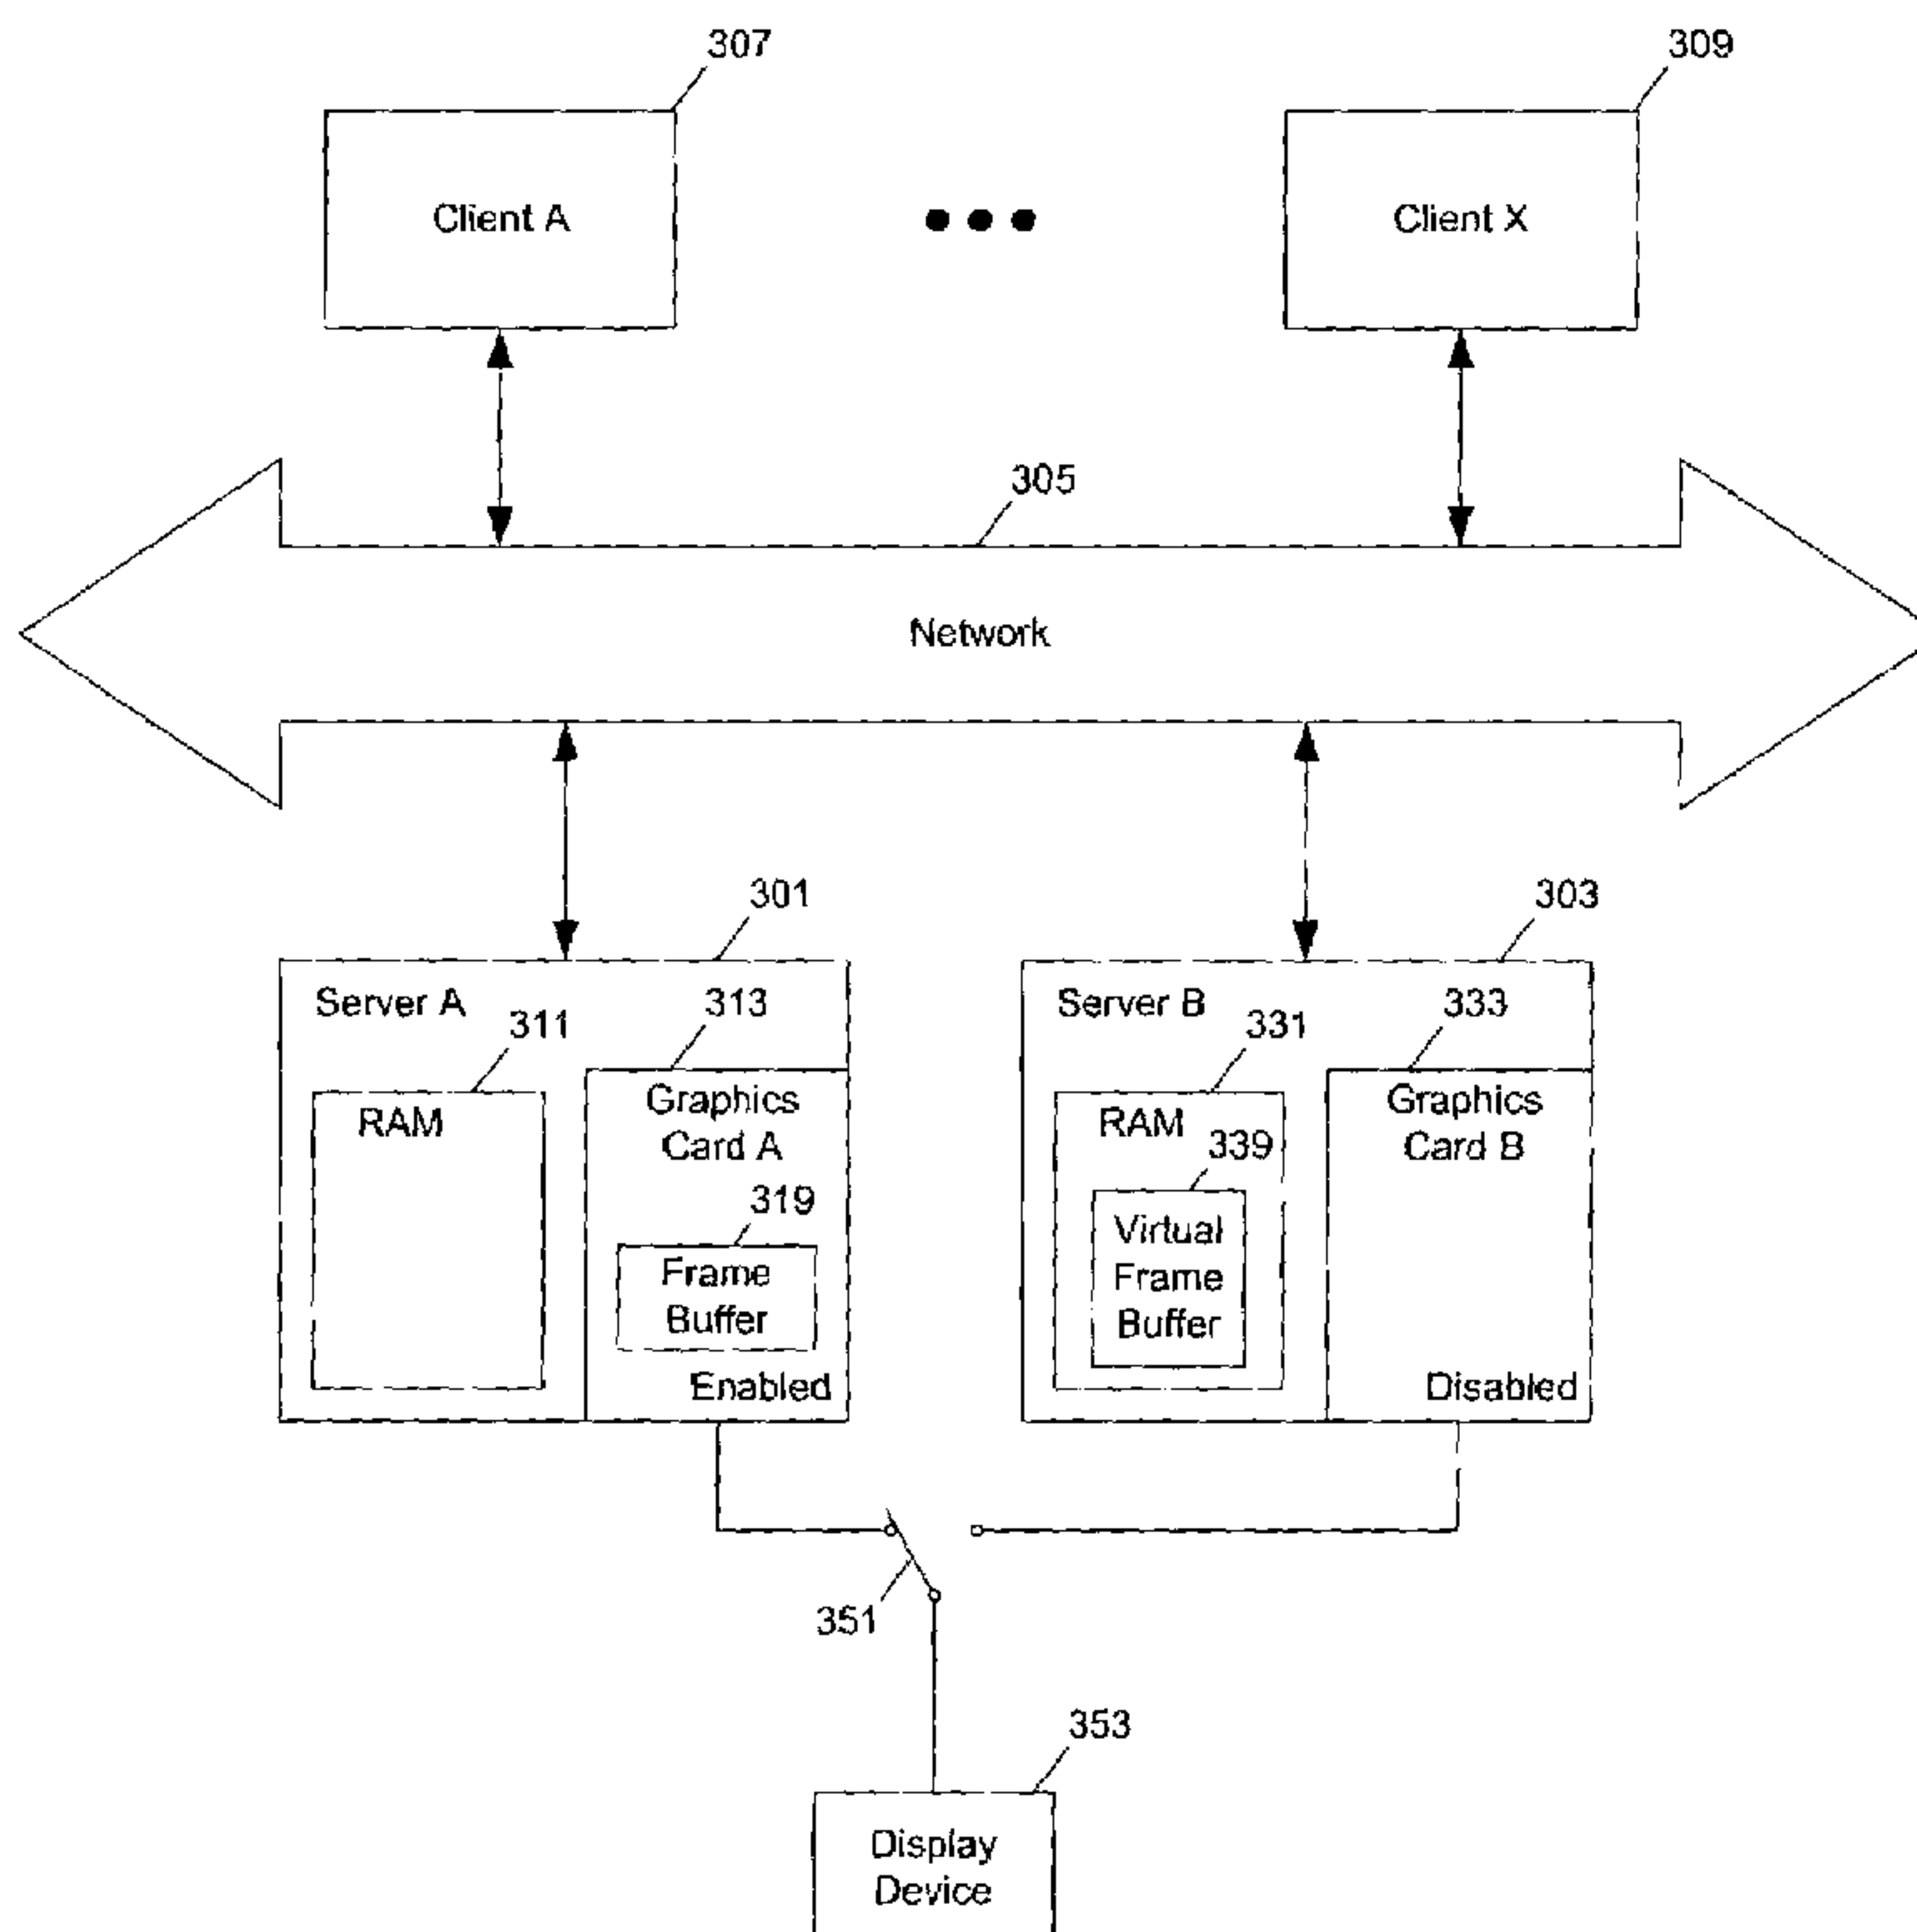 307
309
Client A
Client X
305
Network
301
303
Server A
313
Server B
333
311
331
Graphics
Card A
Graphics
Card B
RAM
RAM
339
319
Virtual
Frame
Buffer
Frame
Buffer
Enabled
Disabled
351
353
Display
Device